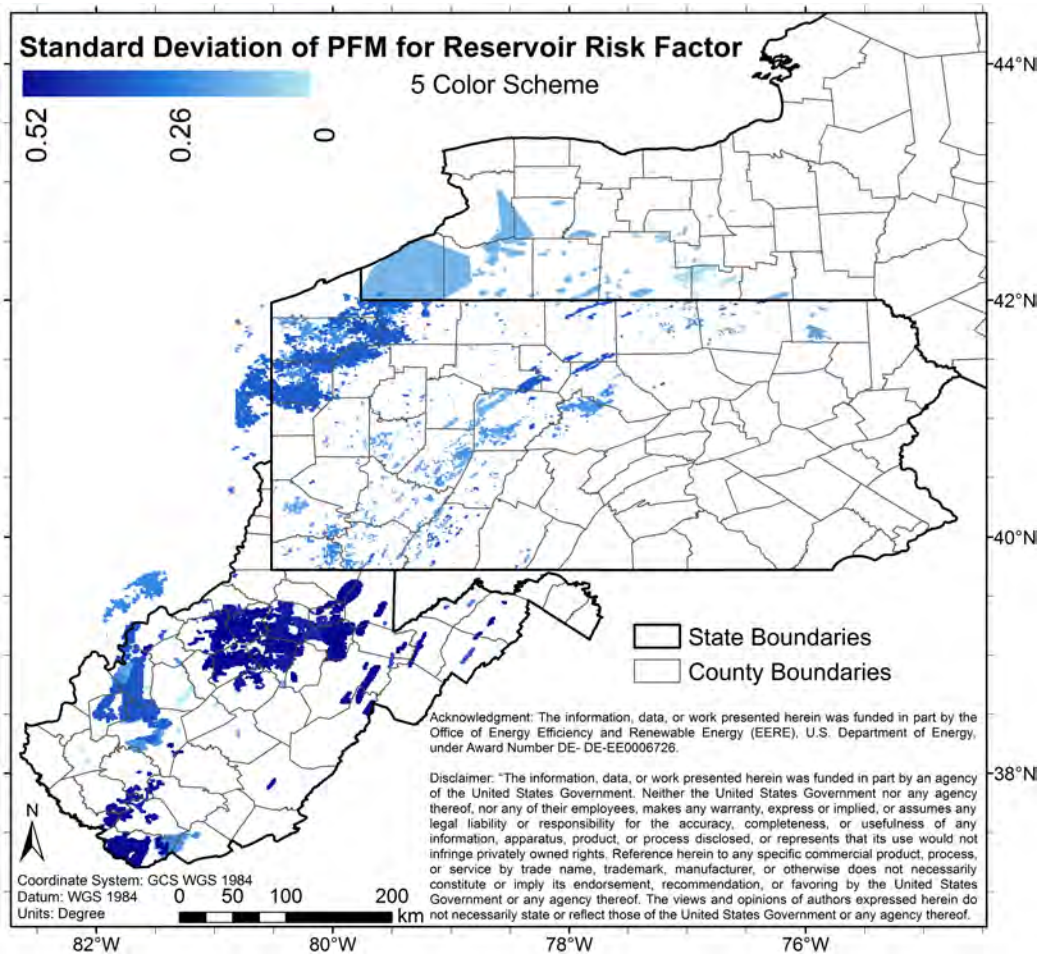 Standard Deviation of PFM for Reservoir Risk Factor
5 Color Scheme
0.52
0.26
0
44°N
42°N
40°N
38°N
State Boundaries
County Boundaries
Acknowledgment: The information, data, or work presented herein was funded in part by the
Office of Energy Efficiency and Renewable Energy (EERE), U.S. Department of Energy,
under Award Number DE- DE-EE0006726.
Disclaimer: “The information, data, or work presented herein was funded in part by an agency
of the United States Government. Neither the United States Government nor any agency
thereof, nor any of their employees, makes any warranty, express or implied, or assumes any
legal liability or responsibility for the accuracy, completeness, or usefulness of any
information, apparatus, product, or process disclosed, or represents that its use would not
infringe privately owned rights. Reference herein to any specific commercial product, process,
or service by trade name, trademark, manufacturer, or otherwise does not necessarily
constitute or imply its endorsement, recommendation, or favoring by the United States
Government or any agency thereof. The views and opinions of authors expressed herein do
not necessarily state or reflect those of the United States Government or any agency thereof.
N
Coordinate System: GCS WGS 1984
Datum: WGS 1984
Units: Degree
0 50 100 200
km
82°W 80°W 78°W 76°W